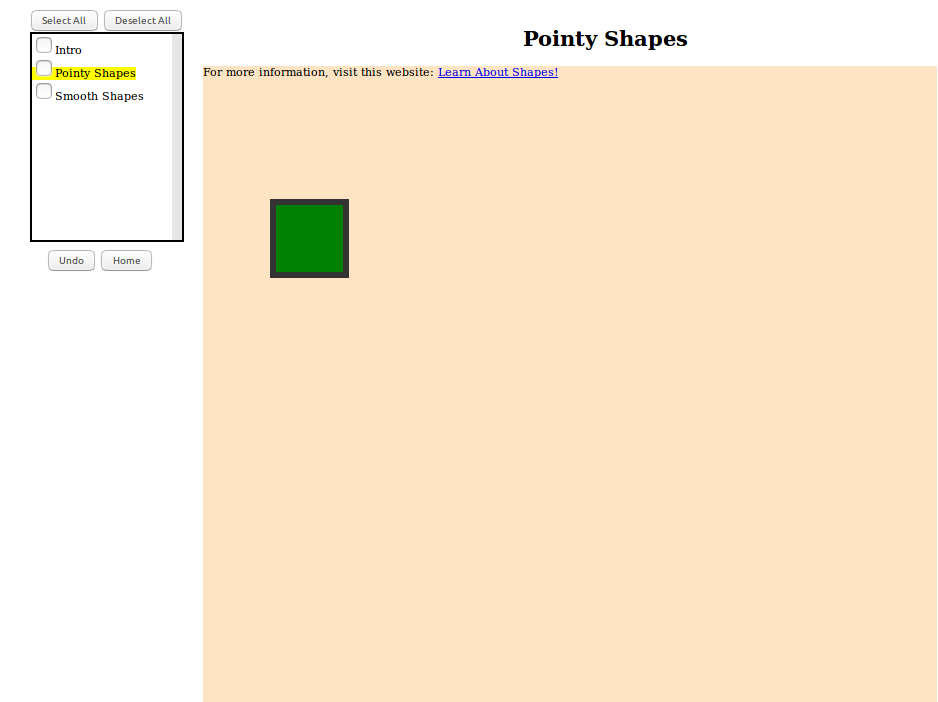 Select All Deselect All
Intro
Pointy Shapes
Smooth Shapes
Undo Home
Pointy Shapes
For more information, visit this website: Learn About Shapes!